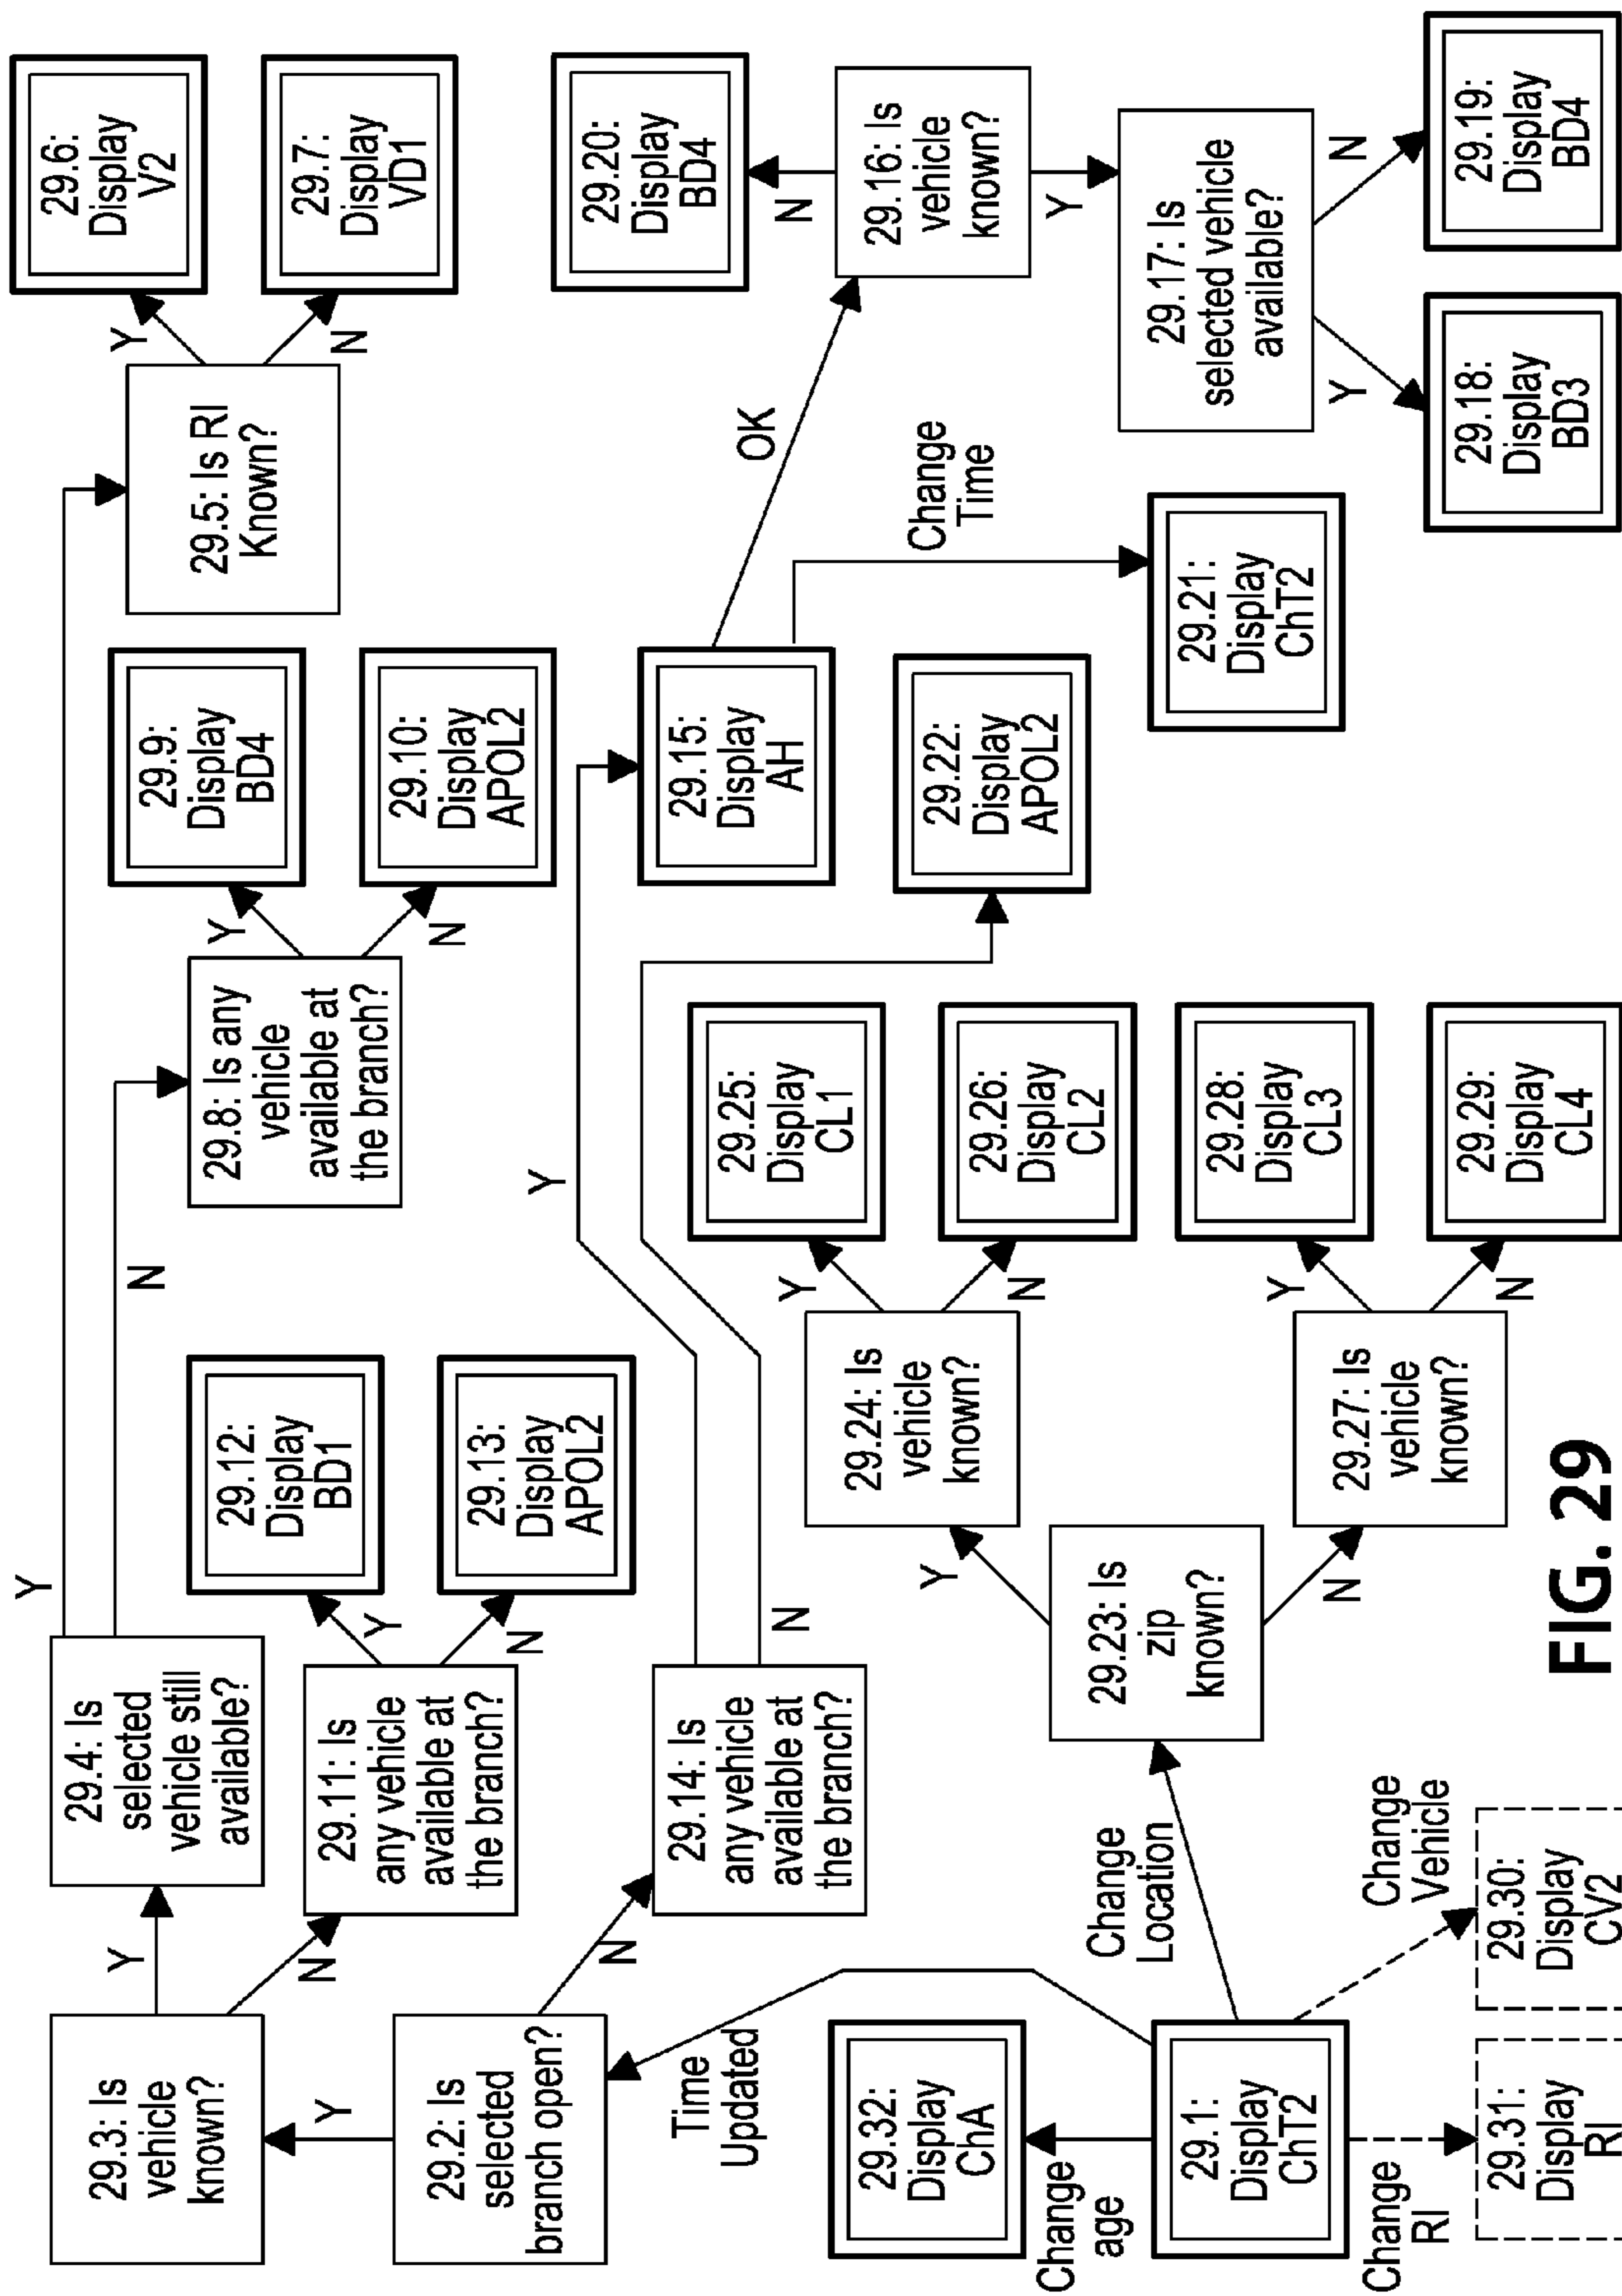 29.3: Is
vehicle
known?
Y
N
29.4: Is
selected
vehicle still
available?
Y
N
29.5: Is RI
Known?
Y
N
29.6:
Display
V2
29.7:
Display
VD1
29.8: Is any
vehicle
available at
the branch?
Y
N
29.9:
Display
BD4
29.10:
Display
APOL2
29.11: Is
any vehicle
available at
the branch?
Y
N
29.12:
Display
BD1
29.13:
Display
APOL2
Y
29.2: Is
selected
branch open?
N
29.14: Is
any vehicle
available at
the branch?
Y
N
29.15:
Display
AH
OK
Change
Time
29.16: Is
vehicle
known?
N
Y
29.20:
Display
BD4
29.17: Is
selected vehicle
available?
Y
N
29.18:
Display
BD3
29.19:
Display
BD4
29.21:
Display
ChT2
29.22:
Display
APOL2
Time
Updated
29.32:
Display
ChA
Change
age
29.1:
Display
ChT2
Change
RI
29.31:
Display
RI
Change
Vehicle
29.30:
Display
CV2
Change
Location
29.23: Is
zip
known?
Y
N
29.24: Is
vehicle
known?
Y
N
29.25:
Display
CL1
29.26:
Display
CL2
29.27: Is
vehicle
known?
Y
N
29.28:
Display
CL3
29.29:
Display
CL4
FIG. 29